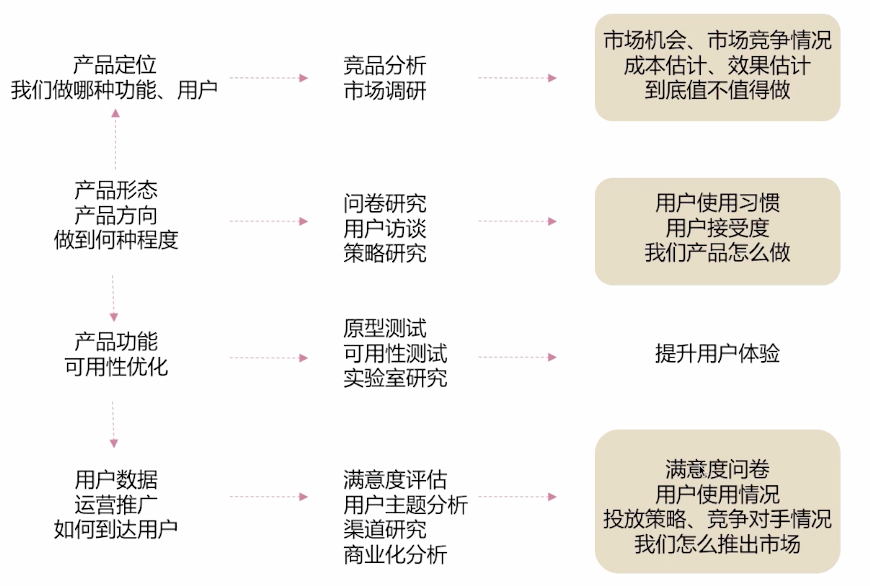 产品定位
我们做哪种功能、用户
竞品分析
市场调研
市场机会、市场竞争情况
成本估计、效果估计
到底值不值得做
产品形态
产品方向
做到何种程度
问卷研究
用户访谈
策略研究
用户使用习惯
用户接受度
我们产品怎么做
产品功能
可用性优化
原型测试
可用性测试
实验室研究
提升用户体验
用户数据
运营推广
如何到达用户
满意度评估
用户主题分析
渠道研究
商业化分析
满意度问卷
用户使用情况
投放策略、竞争对手情况
我们怎么推出市场